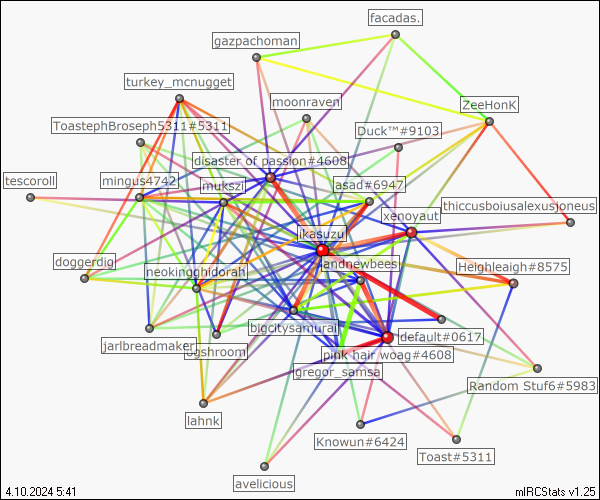 facadas.
gazpachoman
turkey_mcnugget
moonraven
ZeeHonK
ToastephBroseph5311#5311
Duck™#9103
disaster of passion#4608
tescoroll
mingus4742
mukszi
asad#6947
thiccusboiusalexusjoneus
xenoyaut
ikasuzu
doggerdig
neokingghidorah
landnewbees
Heighleaigh#8575
bigcitysamurai
jarlbreadmaker
ogshroom
default#0617
pink hair woag#4608
gregor_samsa
Random Stuf6#5983
lahnk
Knowun#6424
Toast#5311
avelicious
4.10.2024 5:41
mIRCStats v1.25